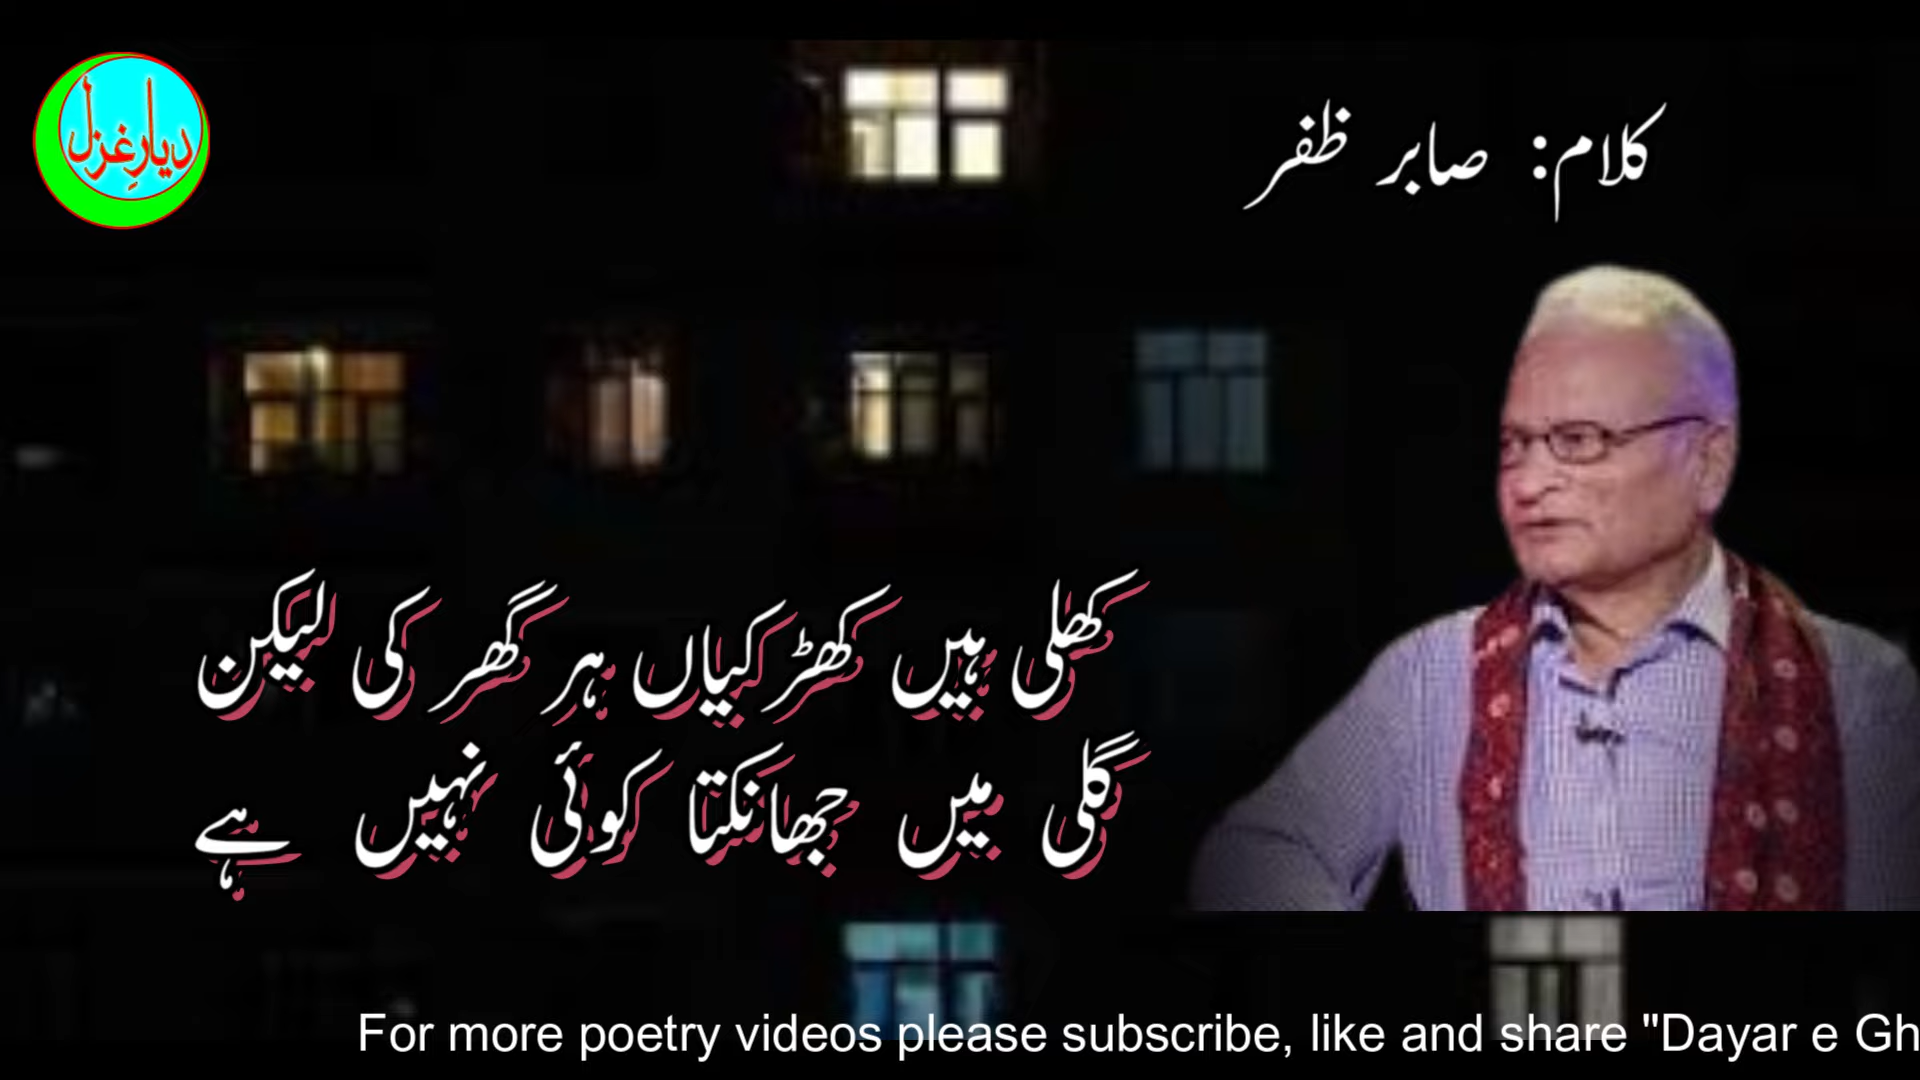 دیارِ غزل
کلام: صابر ظفر
کھلی ہیں کھڑکیاں ہر گھر کی لیکن
گلی میں جھانکتا کوئی نہیں ہے
For more poetry videos please subscribe, like and share "Dayar e Gh